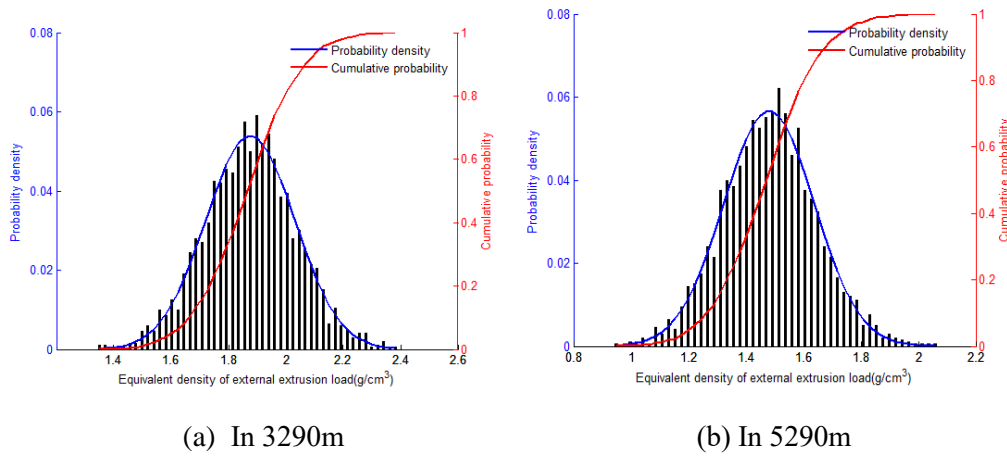 0.08
0.06
0.04
0.02
0
Probability density
1
0.8
0.6
0.4
0.2
0
Cumulative probability
Probability density
Cumulative probability
1.4 1.6 1.8 2 2.2 2.4 2.6
Equivalent density of external extrusion load(g/cm³)
(a) In 3290m
0.08
0.06
0.04
0.02
0
Probability density
1
0.8
0.6
0.4
0.2
0
Cumulative probability
Probability density
Cumulative probability
0.8 1 1.2 1.4 1.6 1.8 2 2.2
Equivalent density of external extrusion load(g/cm³)
(b) In 5290m